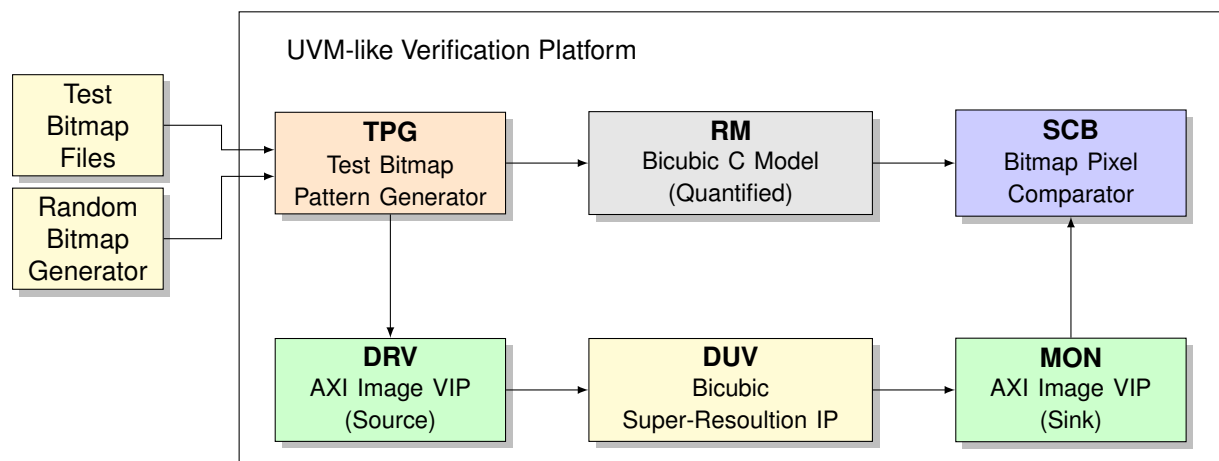 UVM-like Verification Platform
Test
Bitmap
Files
Random
Bitmap
Generator
TPG
Test Bitmap
Pattern Generator
RM
Bicubic C Model
(Quantified)
SCB
Bitmap Pixel
Comparator
DRV
AXI Image VIP
(Source)
DUV
Bicubic
Super-Resoultion IP
MON
AXI Image VIP
(Sink)